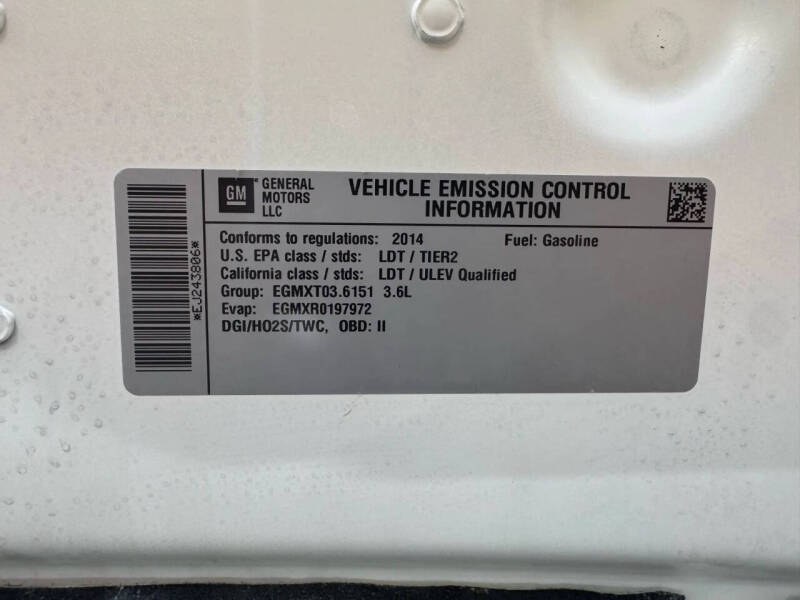 *EJ243806*
GM
GENERAL
MOTORS
LLC
VEHICLE EMISSION CONTROL
INFORMATION
Conforms to regulations: 2014 Fuel: Gasoline
U.S. EPA class / stds: LDT / TIER2
California class / stds: LDT / ULEV Qualified
Group: EGMXT03.6151 3.6L
Evap: EGMXR0197972
DGI/HO2S/TWC, OBD: II